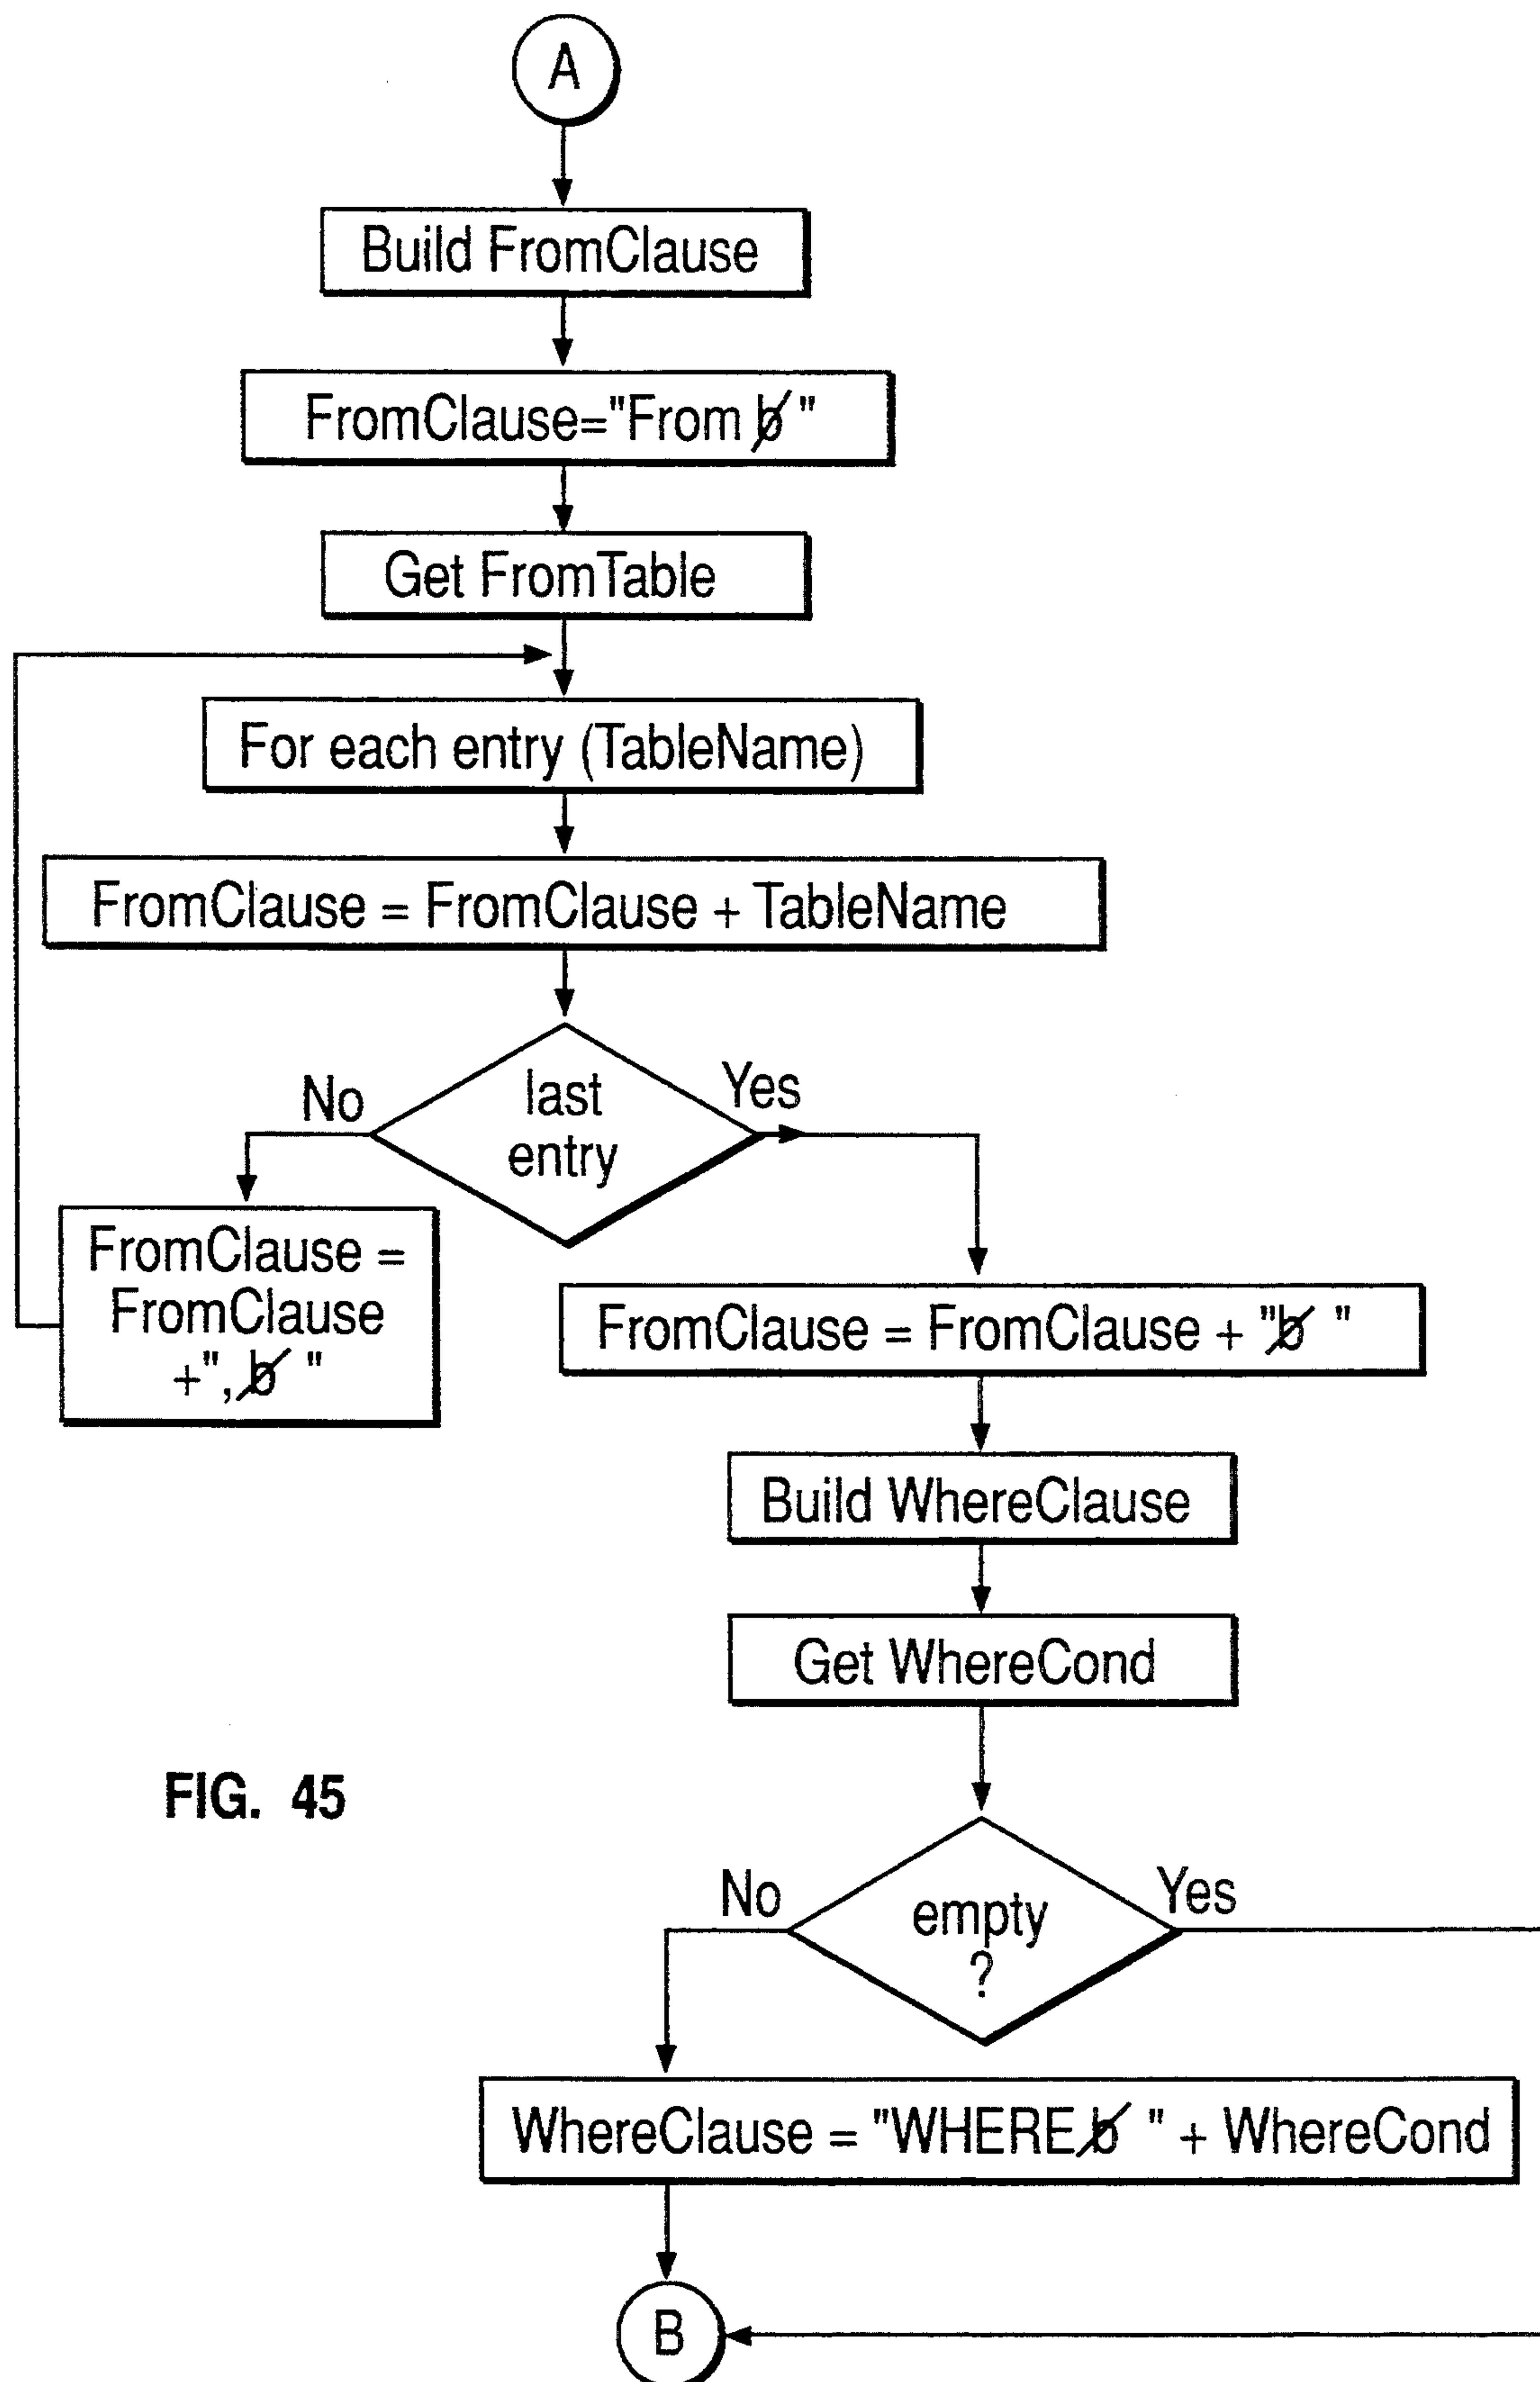 A
Build FromClause
FromClause="From b̸ "
Get FromTable
For each entry (TableName)
FromClause = FromClause + TableName
No
last
entry
Yes
FromClause =
FromClause
+", b̸ "
FromClause = FromClause + "b̸ "
Build WhereClause
Get WhereCond
FIG. 45
No
empty
?
Yes
WhereClause = "WHERE b̸ " + WhereCond
B